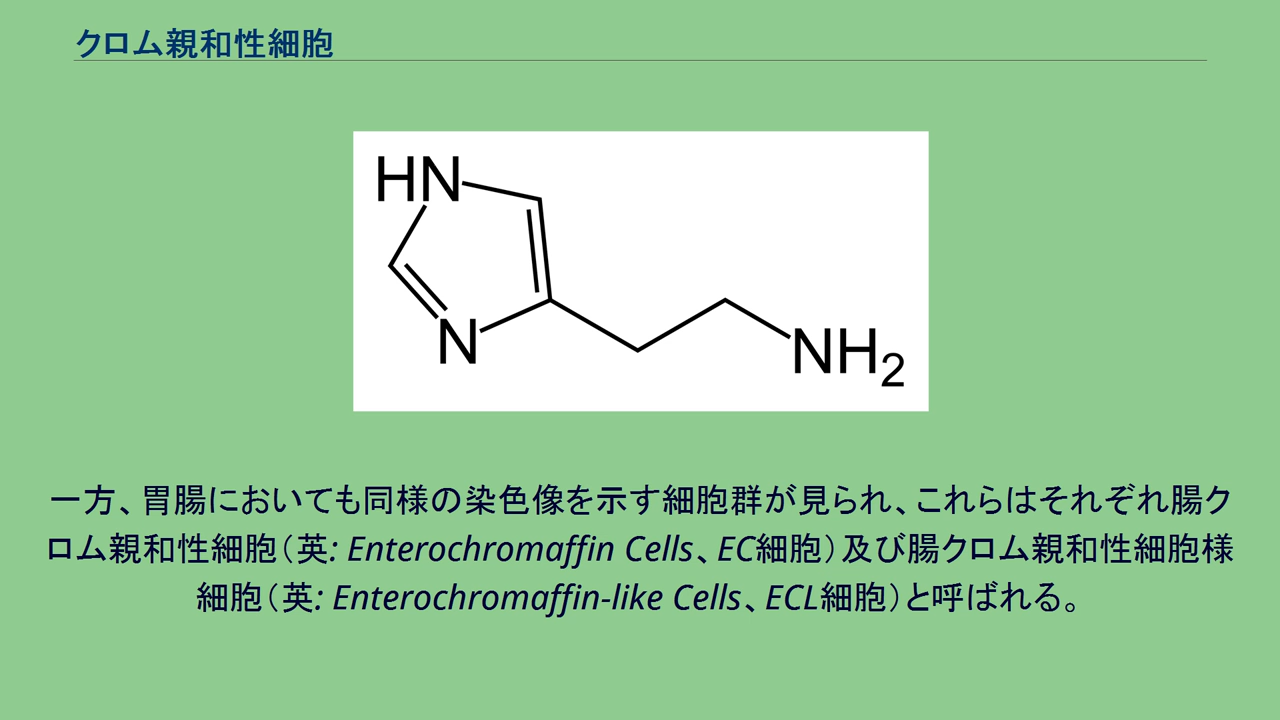 クロム親和性細胞
HN
N
NH2
一方、胃腸においても同様の染色像を示す細胞群が見られ、これらはそれぞれ腸ク
ロム親和性細胞（英: Enterochromaffin Cells、EC細胞）及び腸クロム親和性細胞様
細胞（英: Enterochromaffin-like Cells、ECL細胞）と呼ばれる。